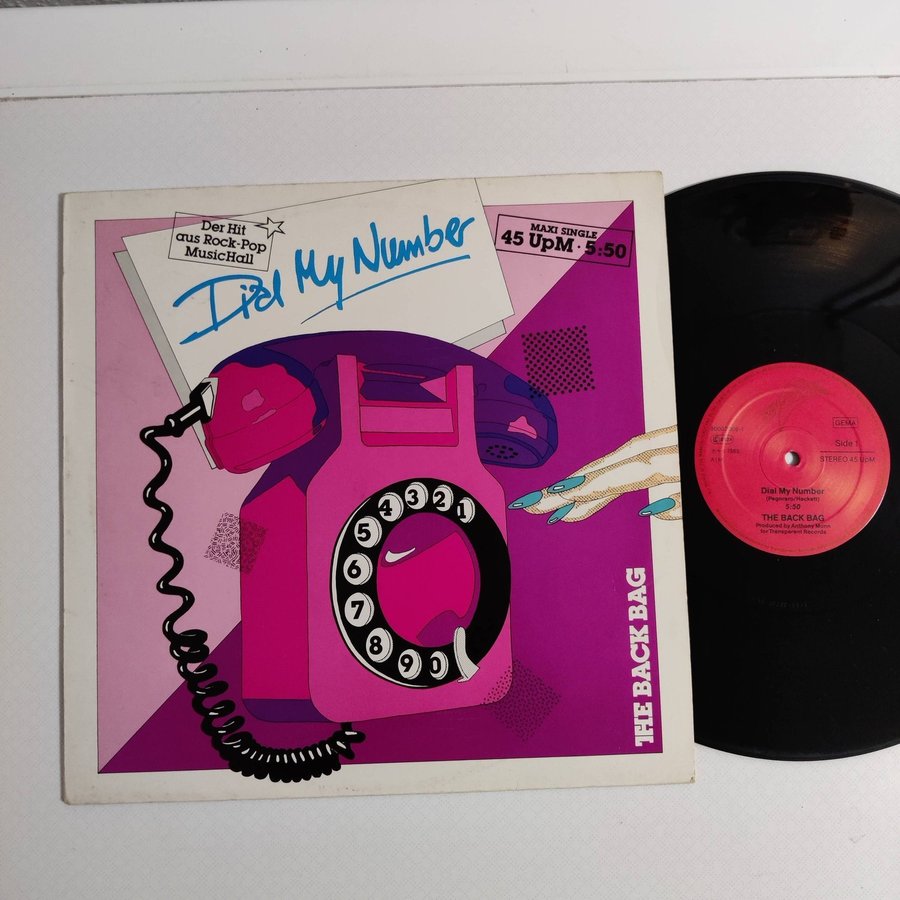 Der Hit
aus Rock-Pop
MusicHall
Dial My Number
MAXI SINGLE
45 UpM · 5:50
1
2
3
4
5
6
7
8
9
0
THE BACK BAG
GEMA
Side 1
STEREO 45 UpM
Dial My Number
(Pegoraro/Hackett)
5:50
THE BACK BAG
Produced by Anthony Monn
for Transparent Records